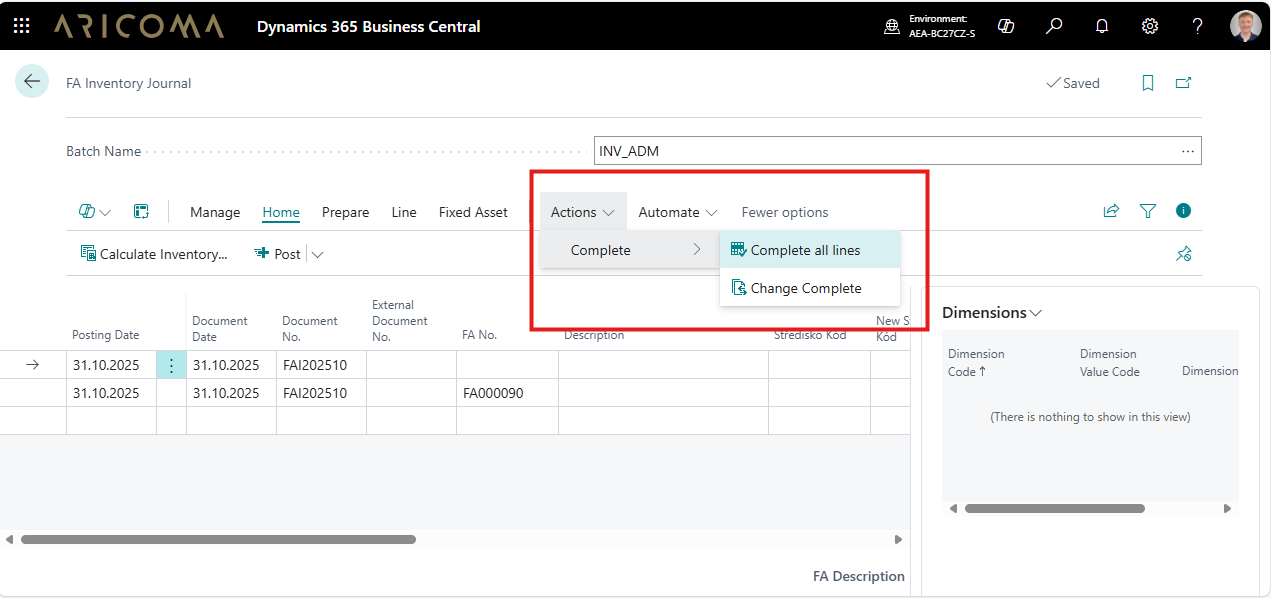 ARICOMA
Dynamics 365 Business Central
Environment:
AEA-BC27CZ-S
FA Inventory Journal
Saved
Batch Name
INV_ADM
Manage Home Prepare Line Fixed Asset Actions Automate Fewer options
Calculate Inventory... Post
Complete
Complete all lines
Change Complete
Posting Date
Document
Date
Document
No.
External
Document
No.
FA No.
Description
Stredisko Kód
New S
Kód
31.10.2025 31.10.2025 FAI202510
31.10.2025 31.10.2025 FAI202510 FA000090
Dimensions
Dimension
Code ↑
Dimension
Value Code
Dimension
(There is nothing to show in this view)
FA Description